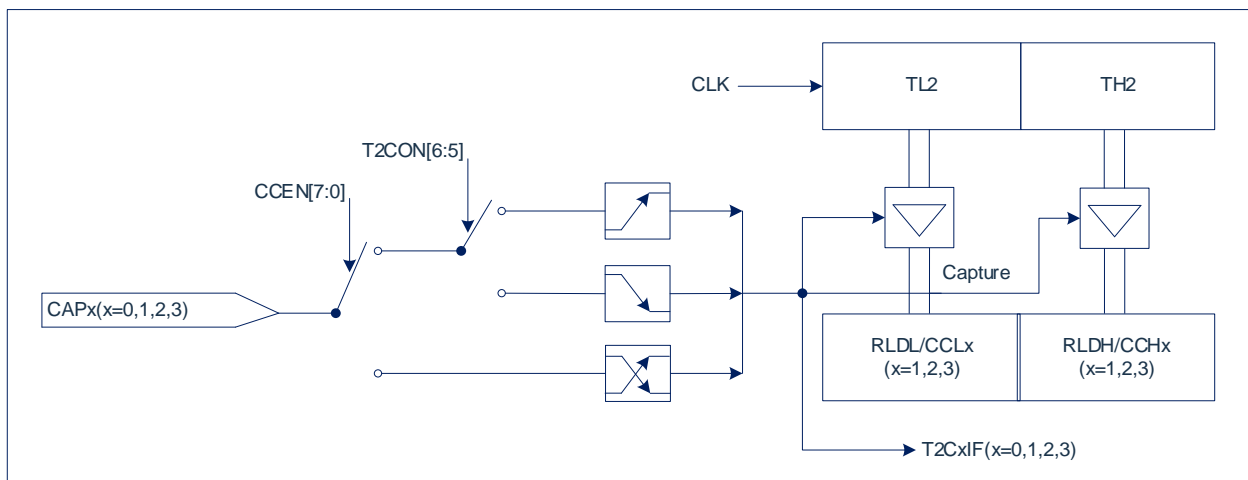 CLK
TL2
TH2
T2CON[6:5]
CCEN[7:0]
Capture
CAPx(x=0,1,2,3)
RLDL/CCLx
(x=1,2,3)
RLDH/CCHx
(x=1,2,3)
T2CxIF(x=0,1,2,3)